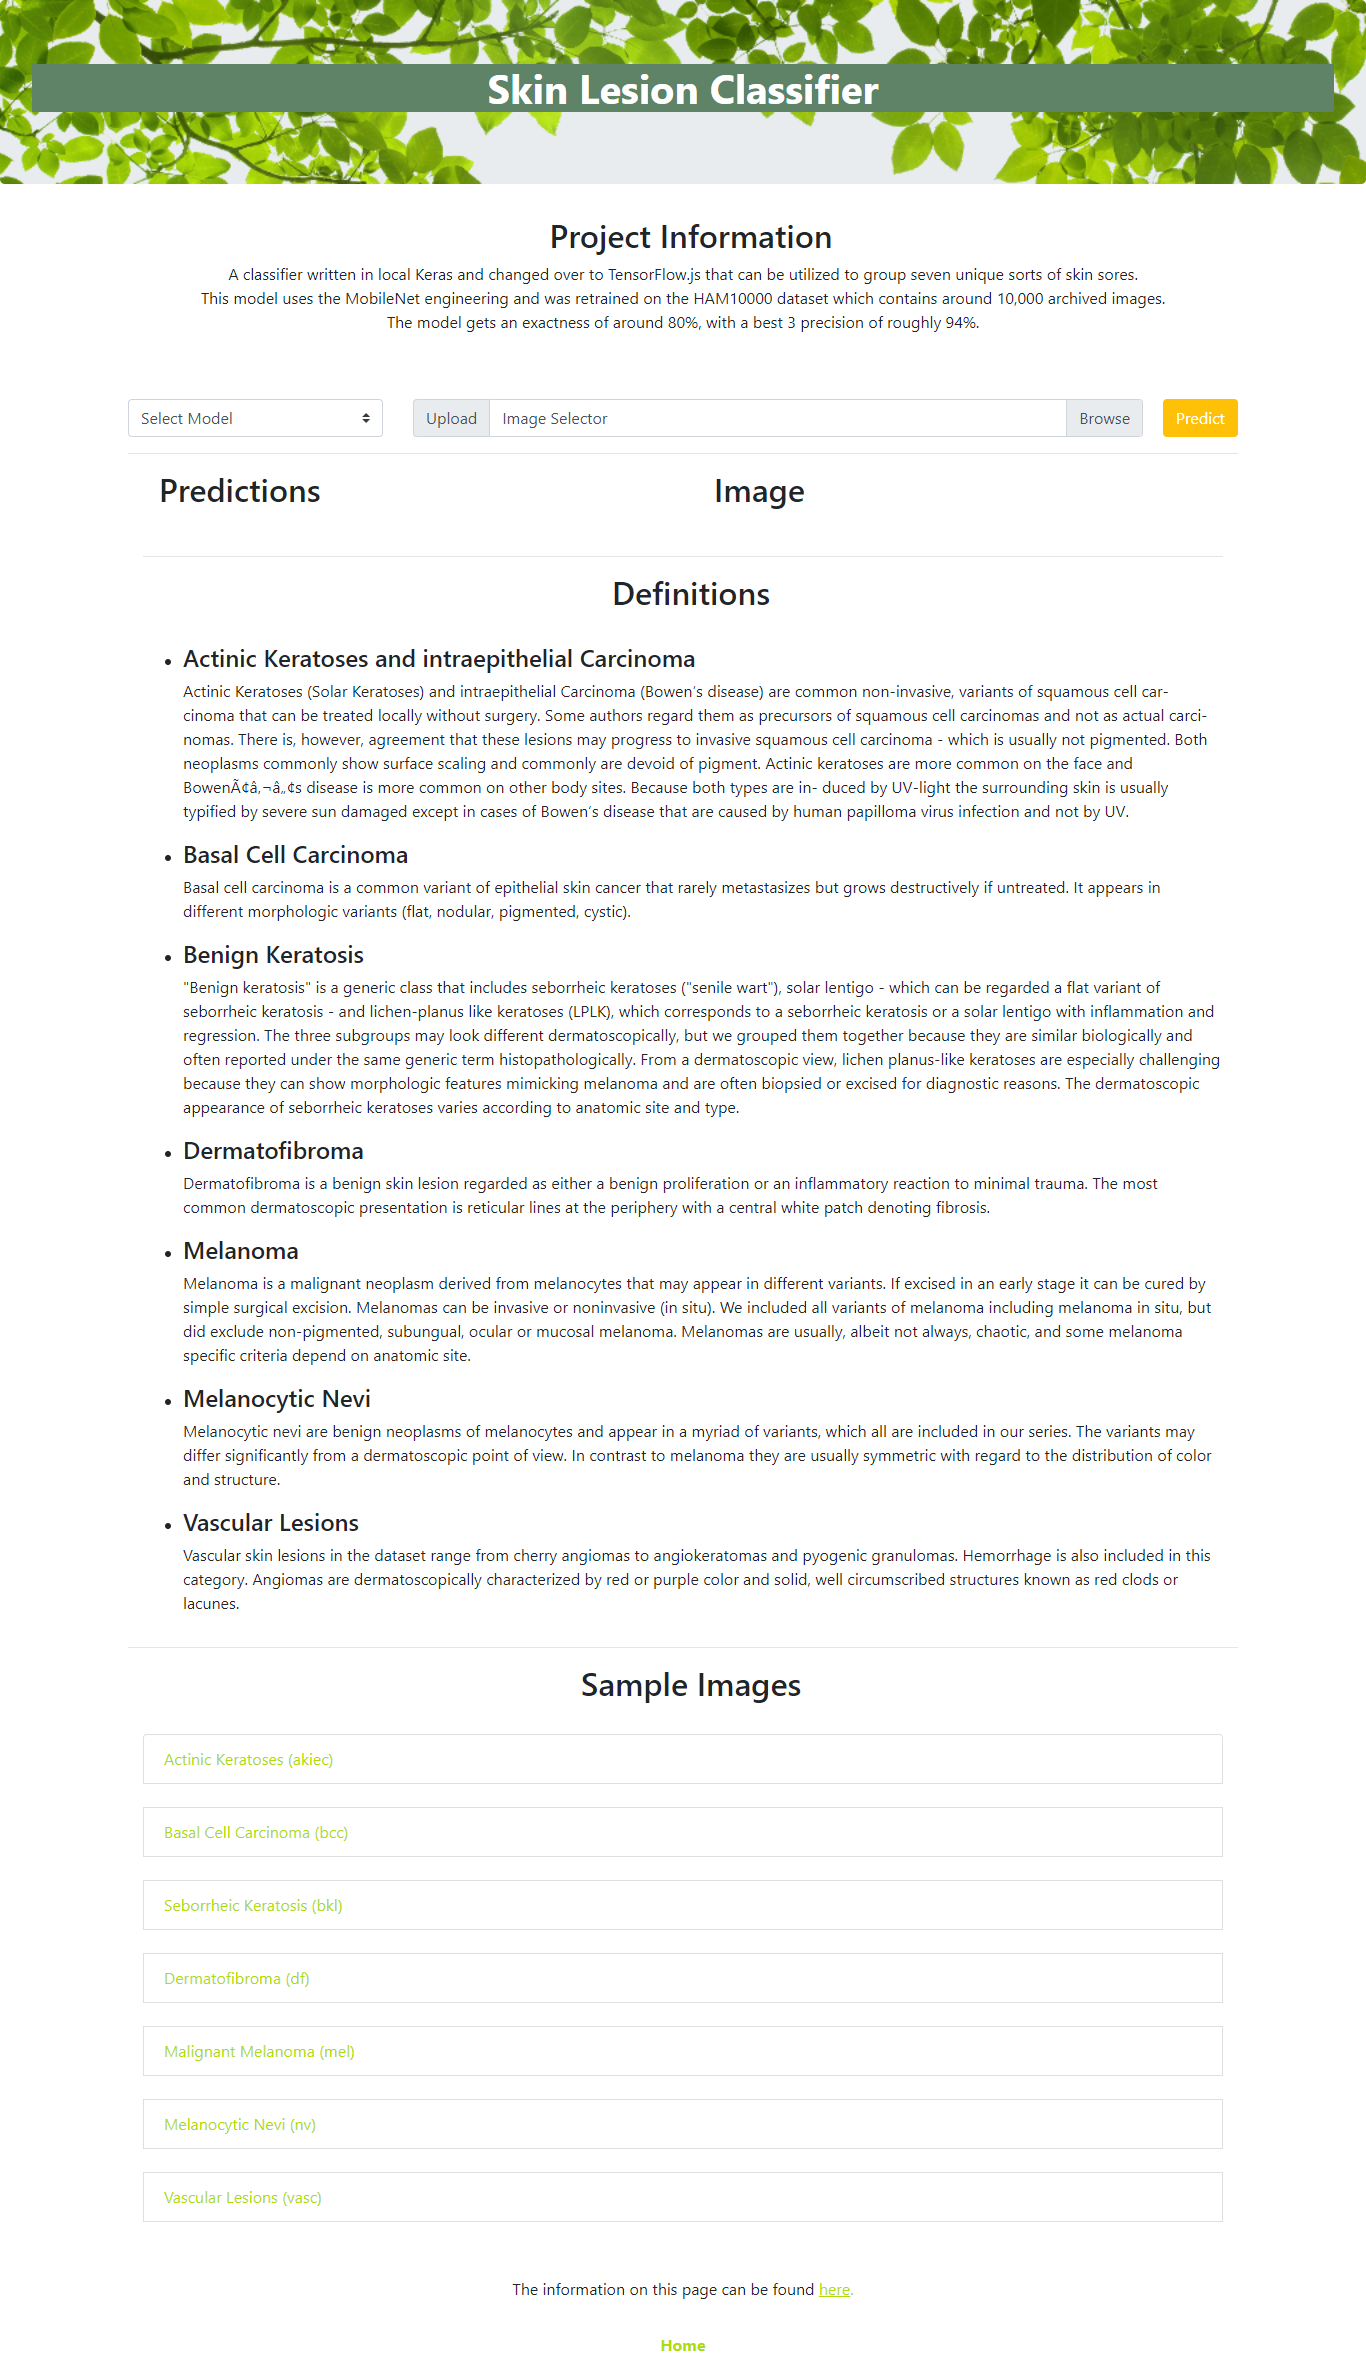 Skin Lesion Classifier
Project Information
A classifier written in local Keras and changed over to TensorFlow.js that can be utilized to group seven unique sorts of skin sores.
This model uses the MobileNet engineering and was retrained on the HAM10000 dataset which contains around 10,000 archived images.
The model gets an exactness of around 80%, with a best 3 precision of roughly 94%.
Select Model
Upload Image Selector Browse
Predict
Predictions
Image
Definitions
• Actinic Keratoses and intraepithelial Carcinoma
Actinic Keratoses (Solar Keratoses) and intraepithelial Carcinoma (Bowen’s disease) are common non-invasive, variants of squamous cell car-
cinoma that can be treated locally without surgery. Some authors regard them as precursors of squamous cell carcinomas and not as actual carci-
nomas. There is, however, agreement that these lesions may progress to invasive squamous cell carcinoma - which is usually not pigmented. Both
neoplasms commonly show surface scaling and commonly are devoid of pigment. Actinic keratoses are more common on the face and
BowenÃ¢â‚¬â„¢s disease is more common on other body sites. Because both types are in- duced by UV-light the surrounding skin is usually
typified by severe sun damaged except in cases of Bowen’s disease that are caused by human papilloma virus infection and not by UV.
• Basal Cell Carcinoma
Basal cell carcinoma is a common variant of epithelial skin cancer that rarely metastasizes but grows destructively if untreated. It appears in
different morphologic variants (flat, nodular, pigmented, cystic).
• Benign Keratosis
"Benign keratosis" is a generic class that includes seborrheic keratoses ("senile wart"), solar lentigo - which can be regarded a flat variant of
seborrheic keratosis - and lichen-planus like keratoses (LPLK), which corresponds to a seborrheic keratosis or a solar lentigo with inflammation and
regression. The three subgroups may look different dermatoscopically, but we grouped them together because they are similar biologically and
often reported under the same generic term histopathologically. From a dermatoscopic view, lichen planus-like keratoses are especially challenging
because they can show morphologic features mimicking melanoma and are often biopsied or excised for diagnostic reasons. The dermatoscopic
appearance of seborrheic keratoses varies according to anatomic site and type.
• Dermatofibroma
Dermatofibroma is a benign skin lesion regarded as either a benign proliferation or an inflammatory reaction to minimal trauma. The most
common dermatoscopic presentation is reticular lines at the periphery with a central white patch denoting fibrosis.
• Melanoma
Melanoma is a malignant neoplasm derived from melanocytes that may appear in different variants. If excised in an early stage it can be cured by
simple surgical excision. Melanomas can be invasive or noninvasive (in situ). We included all variants of melanoma including melanoma in situ, but
did exclude non-pigmented, subungual, ocular or mucosal melanoma. Melanomas are usually, albeit not always, chaotic, and some melanoma
specific criteria depend on anatomic site.
• Melanocytic Nevi
Melanocytic nevi are benign neoplasms of melanocytes and appear in a myriad of variants, which all are included in our series. The variants may
differ significantly from a dermatoscopic point of view. In contrast to melanoma they are usually symmetric with regard to the distribution of color
and structure.
• Vascular Lesions
Vascular skin lesions in the dataset range from cherry angiomas to angiokeratomas and pyogenic granulomas. Hemorrhage is also included in this
category. Angiomas are dermatoscopically characterized by red or purple color and solid, well circumscribed structures known as red clods or
lacunes.
Sample Images
Actinic Keratoses (akiec)
Basal Cell Carcinoma (bcc)
Seborrheic Keratosis (bkl)
Dermatofibroma (df)
Malignant Melanoma (mel)
Melanocytic Nevi (nv)
Vascular Lesions (vasc)
The information on this page can be found here.
Home